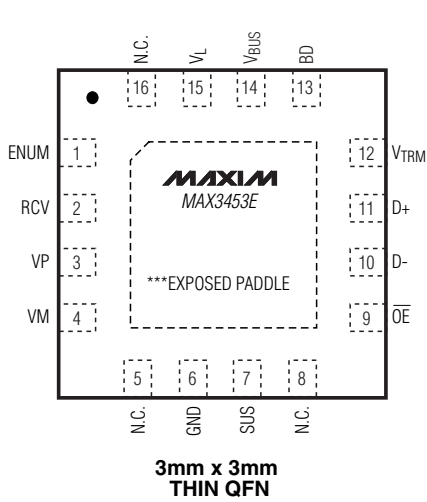 N.C.
VL
VBUS
BD
16
15
14
13
ENUM 1
12 VTRM
MAXIM
MAX3453E
RCV 2
11 D+
VP 3
10 D-
***EXPOSED PADDLE
VM 4
9 O̅E̅
5
6
7
8
N.C.
GND
SUS
N.C.
3mm x 3mm
THIN QFN